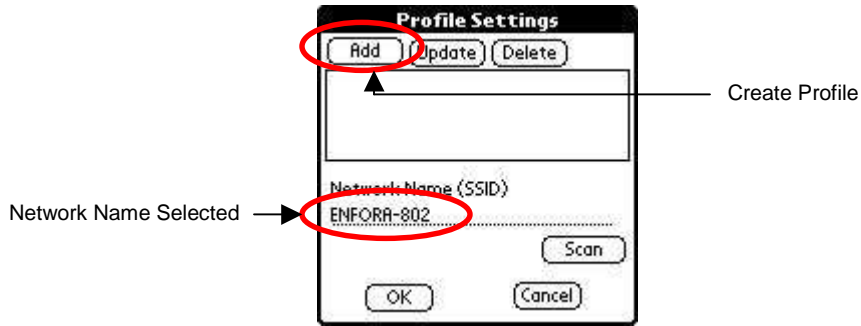 Profile Settings
Add Update Delete
Create Profile
Network Name (SSID)
Network Name Selected
ENFORA-802
Scan
OK Cancel